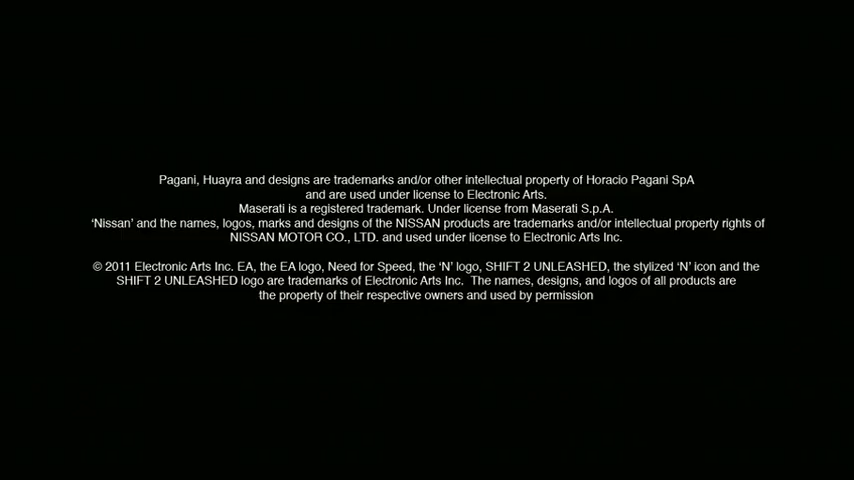 Pagani, Huayra and designs are trademarks and/or other intellectual property of Horacio Pagani SpA
and are used under license to Electronic Arts.
Maserati is a registered trademark. Under license from Maserati S.p.A.
‘Nissan’ and the names, logos, marks and designs of the NISSAN products are trademarks and/or intellectual property rights of
NISSAN MOTOR CO., LTD. and used under license to Electronic Arts Inc.
© 2011 Electronic Arts Inc. EA, the EA logo, Need for Speed, the ‘N’ logo, SHIFT 2 UNLEASHED, the stylized ‘N’ icon and the
SHIFT 2 UNLEASHED logo are trademarks of Electronic Arts Inc.  The names, designs, and logos of all products are
the property of their respective owners and used by permission